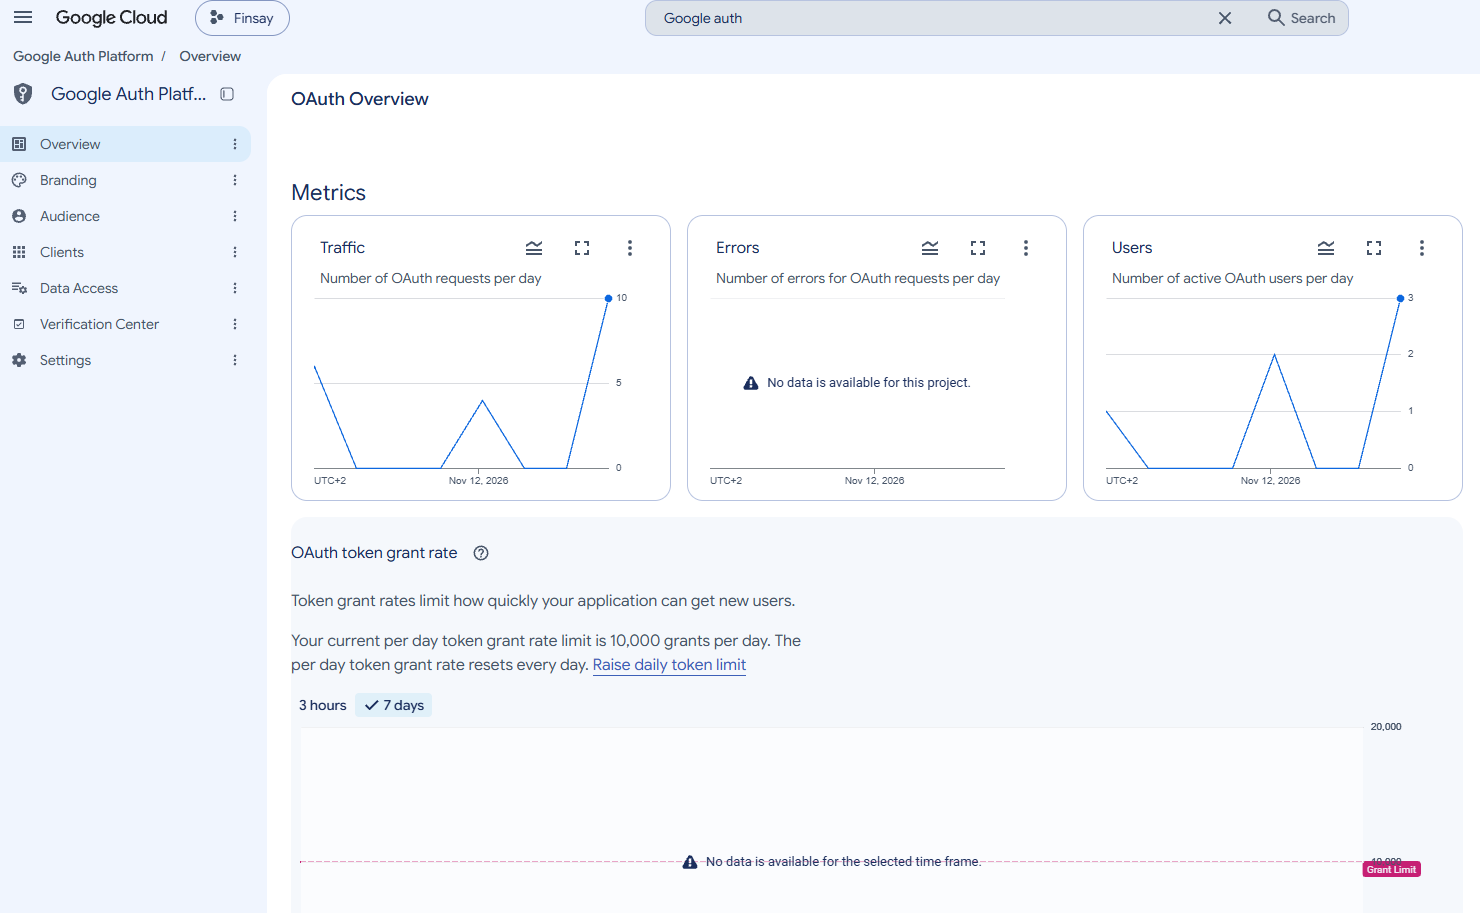 Google Cloud
Finsay
Google auth
Search
Google Auth Platform / Overview
Google Auth Platf...
Overview
Branding
Audience
Clients
Data Access
Verification Center
Settings
OAuth Overview
Metrics
Traffic
Number of OAuth requests per day
10
5
0
UTC+2
Nov 12, 2026
Errors
Number of errors for OAuth requests per day
No data is available for this project.
UTC+2
Nov 12, 2026
Users
Number of active OAuth users per day
3
2
1
0
UTC+2
Nov 12, 2026
OAuth token grant rate
Token grant rates limit how quickly your application can get new users.
Your current per day token grant rate limit is 10,000 grants per day. The
per day token grant rate resets every day. Raise daily token limit
3 hours
7 days
20,000
No data is available for the selected time frame.
10,000
Grant Limit